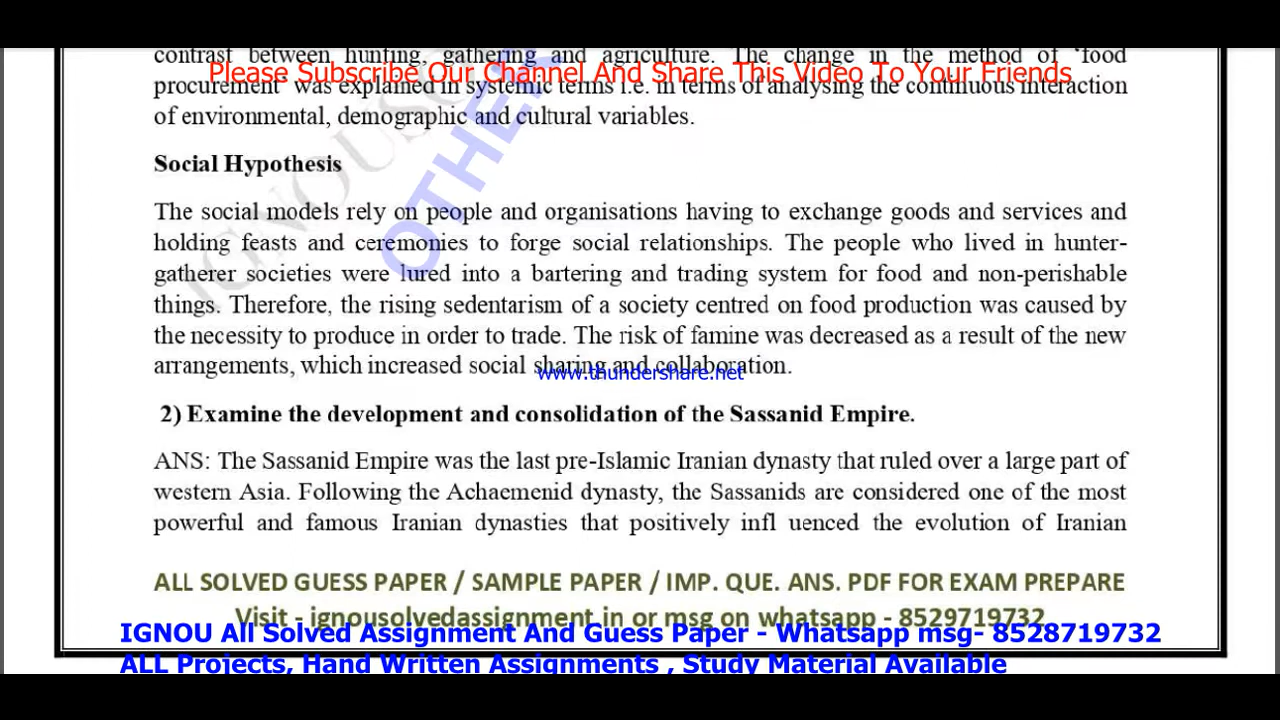 contrast between hunting, gathering and agriculture. The change in the method of 'food
Please Subscribe Our Channel And Share This Video To Your Friends
procurement' was explained in systemic terms i.e. in terms of analysing the continuous interaction
of environmental, demographic and cultural variables.
Social Hypothesis
The social models rely on people and organisations having to exchange goods and services and
holding feasts and ceremonies to forge social relationships. The people who lived in hunter-
gatherer societies were lured into a bartering and trading system for food and non-perishable
things. Therefore, the rising sedentarism of a society centred on food production was caused by
the necessity to produce in order to trade. The risk of famine was decreased as a result of the new
arrangements, which increased social sharing and collaboration.
www.thundershare.net
2) Examine the development and consolidation of the Sassanid Empire.
ANS: The Sassanid Empire was the last pre-Islamic Iranian dynasty that ruled over a large part of
western Asia. Following the Achaemenid dynasty, the Sassanids are considered one of the most
powerful and famous Iranian dynasties that positively infl uenced the evolution of Iranian
ALL SOLVED GUESS PAPER / SAMPLE PAPER / IMP. QUE. ANS. PDF FOR EXAM PREPARE
Visit - ignousolvedassignment.in or msg on whatsapp - 8529719732
IGNOU All Solved Assignment And Guess Paper - Whatsapp msg- 8528719732
ALL Projects, Hand Written Assignments , Study Material Available
IGNOUSO
OTHER